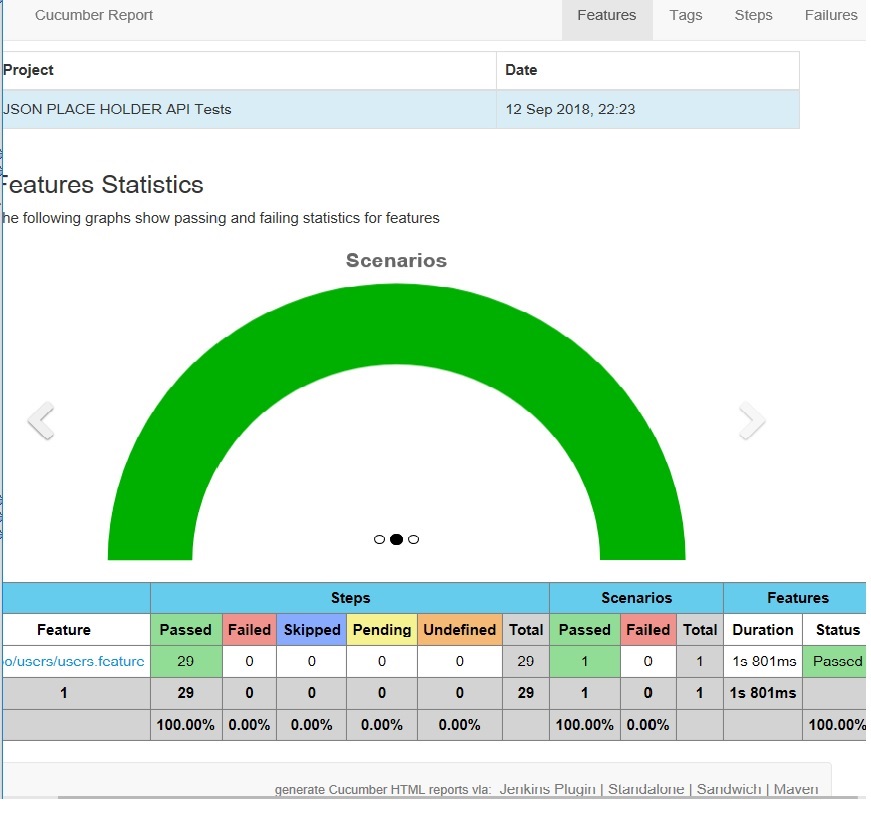 Cucumber Report Features Tags Steps Failures
Project Date
JSON PLACE HOLDER API Tests 12 Sep 2018, 22:23
Features Statistics
he following graphs show passing and failing statistics for features
Scenarios
Steps Scenarios Features
Feature Passed Failed Skipped Pending Undefined Total Passed Failed Total Duration Status
o/users/users.feature 29 0 0 0 0 29 1 0 1 1s 801ms Passed
1 29 0 0 0 0 29 1 0 1 1s 801ms
100.00% 0.00% 0.00% 0.00% 0.00% 100.00% 0.00% 100.00%
generate Cucumber HTML reports via: Jenkins Plugin | Standalone | Sandwich | Maven